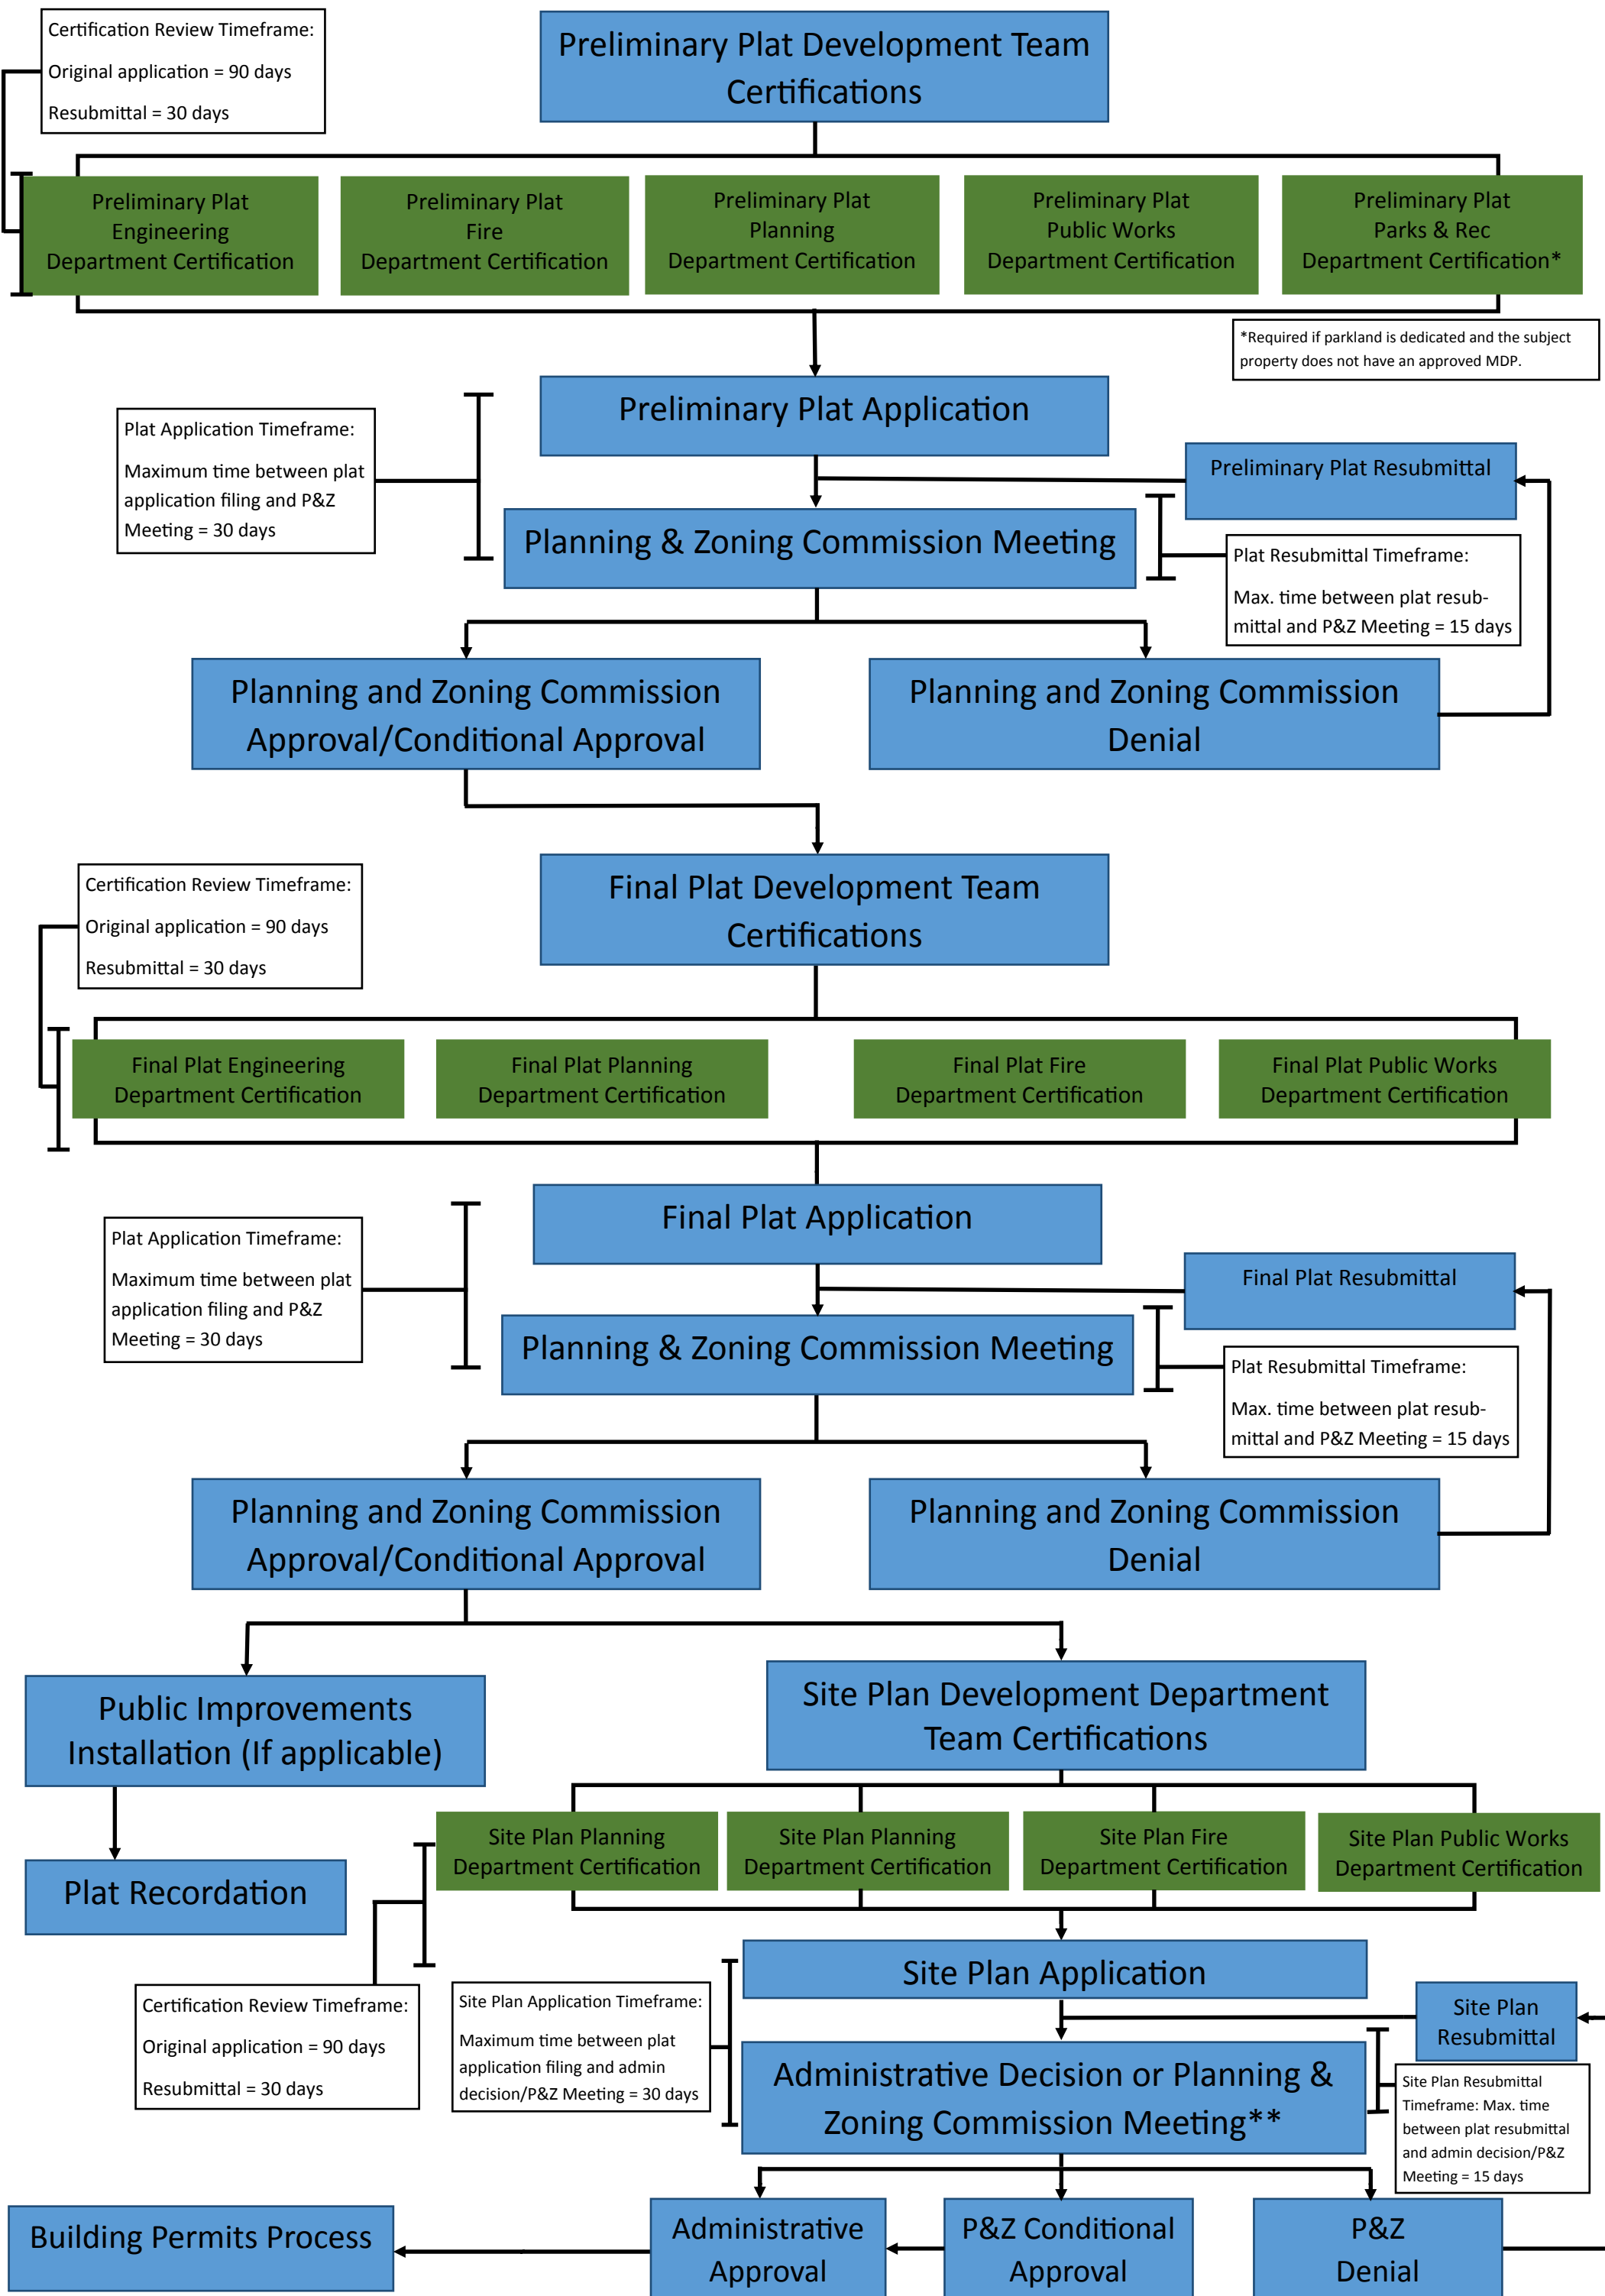 Certification Review Timeframe:
Original application = 90 days
Resubmittal = 30 days
Preliminary Plat Development Team
Certifications
Preliminary Plat
Engineering
Department Certification
Preliminary Plat
Fire
Department Certification
Preliminary Plat
Planning
Department Certification
Preliminary Plat
Public Works
Department Certification
Preliminary Plat
Parks & Rec
Department Certification*
*Required if parkland is dedicated and the subject
property does not have an approved MDP.
Preliminary Plat Application
Plat Application Timeframe:
Maximum time between plat
application filing and P&Z
Meeting = 30 days
Preliminary Plat Resubmittal
Planning & Zoning Commission Meeting
Plat Resubmittal Timeframe:
Max. time between plat resub-
mittal and P&Z Meeting = 15 days
Planning and Zoning Commission
Approval/Conditional Approval
Planning and Zoning Commission
Denial
Certification Review Timeframe:
Original application = 90 days
Resubmittal = 30 days
Final Plat Development Team
Certifications
Final Plat Engineering
Department Certification
Final Plat Planning
Department Certification
Final Plat Fire
Department Certification
Final Plat Public Works
Department Certification
Final Plat Application
Plat Application Timeframe:
Maximum time between plat
application filing and P&Z
Meeting = 30 days
Final Plat Resubmittal
Planning & Zoning Commission Meeting
Plat Resubmittal Timeframe:
Max. time between plat resub-
mittal and P&Z Meeting = 15 days
Planning and Zoning Commission
Approval/Conditional Approval
Planning and Zoning Commission
Denial
Public Improvements
Installation (If applicable)
Site Plan Development Department
Team Certifications
Site Plan Planning
Department Certification
Site Plan Planning
Department Certification
Site Plan Fire
Department Certification
Site Plan Public Works
Department Certification
Plat Recordation
Site Plan Application
Certification Review Timeframe:
Original application = 90 days
Resubmittal = 30 days
Site Plan Application Timeframe:
Maximum time between plat
application filing and admin
decision/P&Z Meeting = 30 days
Site Plan
Resubmittal
Administrative Decision or Planning &
Zoning Commission Meeting**
Site Plan Resubmittal
Timeframe: Max. time
between plat resubmittal
and admin decision/P&Z
Meeting = 15 days
Building Permits Process
Administrative
Approval
P&Z Conditional
Approval
P&Z
Denial